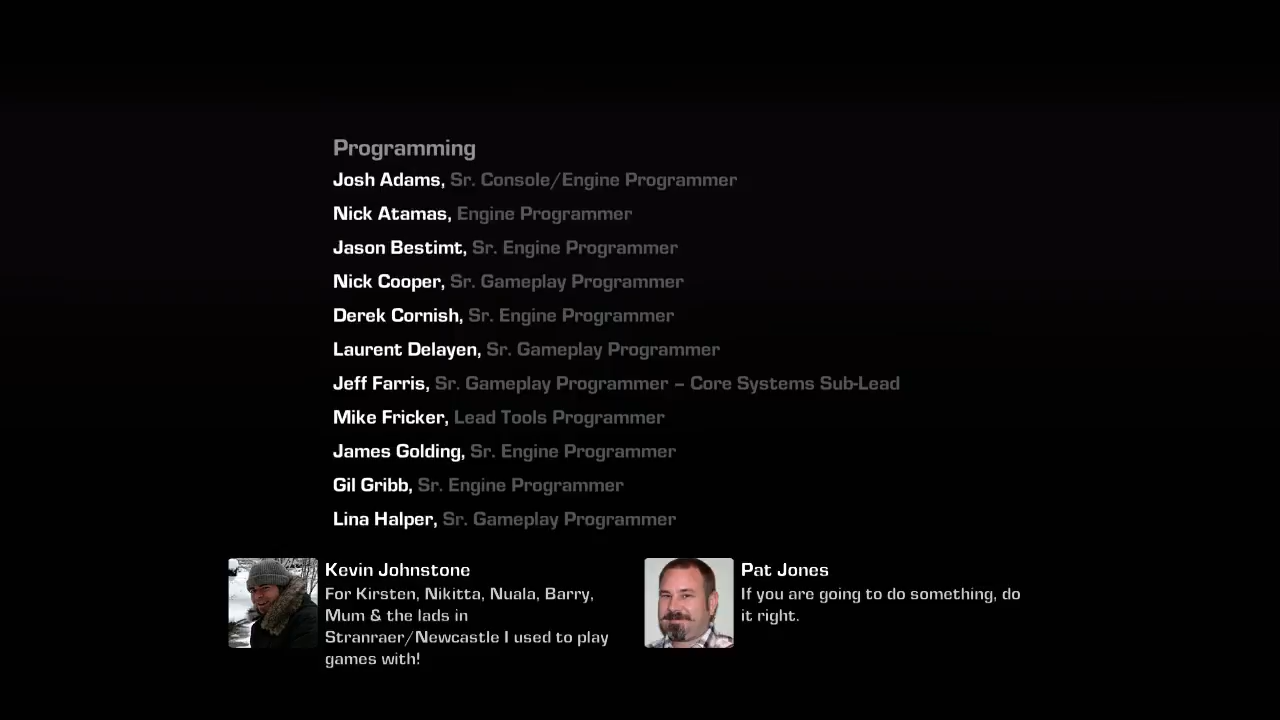 Programming
Josh Adams, Sr. Console/Engine Programmer
Nick Atamas, Engine Programmer
Jason Bestimt, Sr. Engine Programmer
Nick Cooper, Sr. Gameplay Programmer
Derek Cornish, Sr. Engine Programmer
Laurent Delayen, Sr. Gameplay Programmer
Jeff Farris, Sr. Gameplay Programmer – Core Systems Sub-Lead
Mike Fricker, Lead Tools Programmer
James Golding, Sr. Engine Programmer
Gil Gribb, Sr. Engine Programmer
Lina Halper, Sr. Gameplay Programmer
Kevin Johnstone
For Kirsten, Nikitta, Nuala, Barry,
Mum & the lads in
Stranraer/Newcastle I used to play
games with!
Pat Jones
If you are going to do something, do
it right.